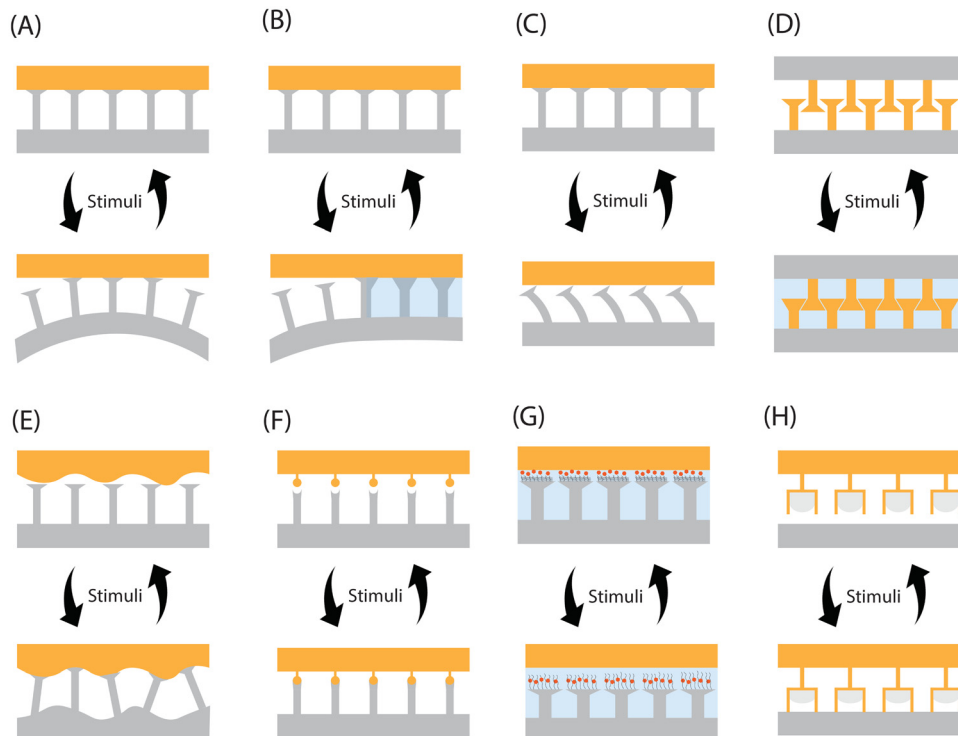 (A)
(B)
(C)
(D)
Stimuli
Stimuli
Stimuli
Stimuli
(E)
(F)
(G)
(H)
Stimuli
Stimuli
Stimuli
Stimuli